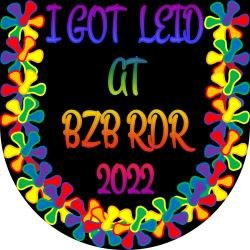 I GOT LEID
AT
BZB RDR
2022